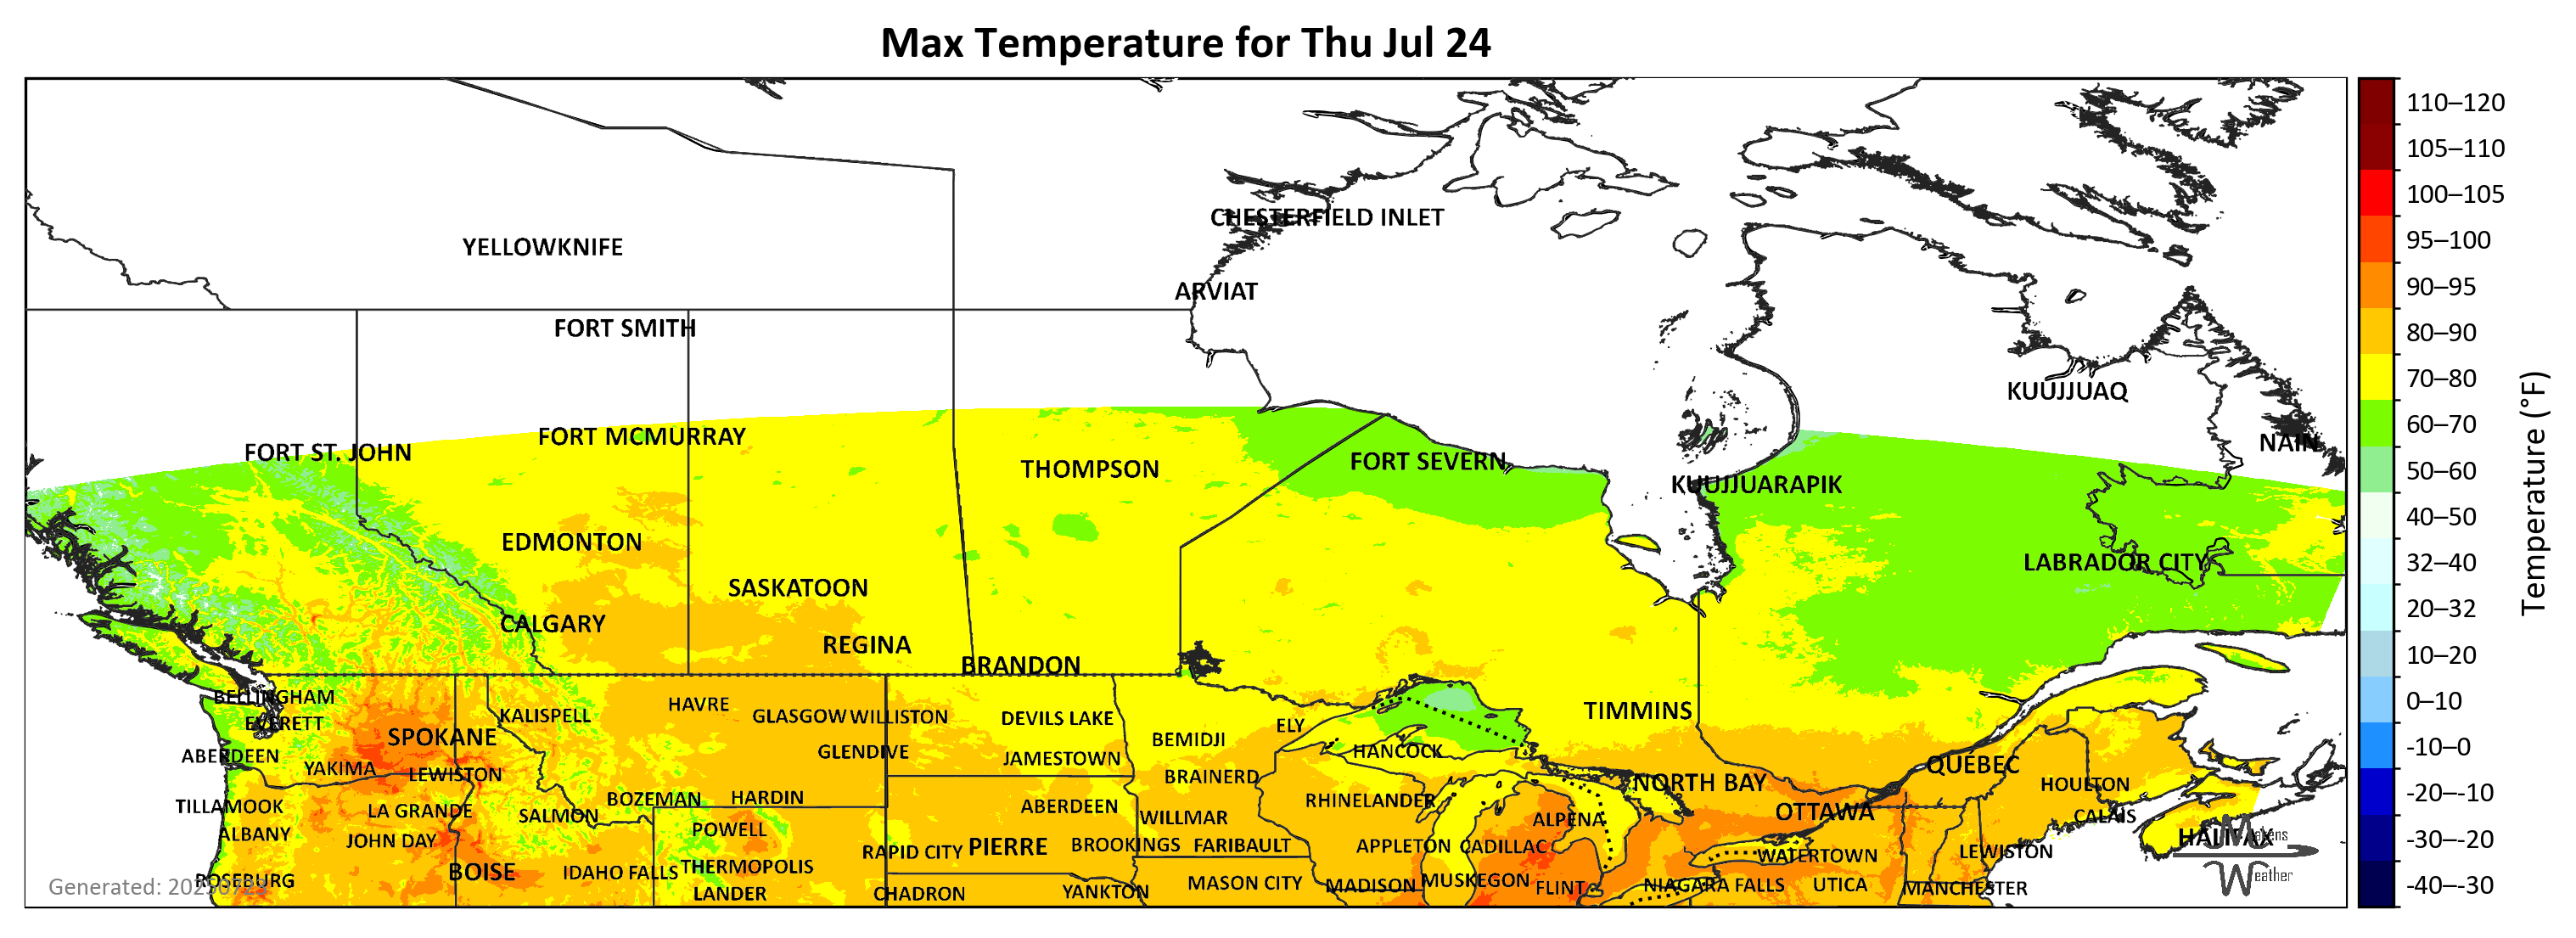 Max Temperature for Thu Jul 24
110–120
105–110
CHESTERFIELD INLET
100–105
YELLOWKNIFE
95–100
ARVIAT
90–95
FORT SMITH
80–90
70–80
KUUJJUAQ
60–70
FORT MCMURRAY
NAIN
FORT ST. JOHN
FORT SEVERN
THOMPSON
50–60
KUUJJUARAPIK
Temperature (°F)
40–50
EDMONTON
LABRADOR CITY
32–40
SASKATOON
20–32
CALGARY
REGINA
10–20
BRANDON
BELLINGHAM
HAVRE
0–10
TIMMINS
KALISPELL
GLASGOW
WILLISTON
DEVILS LAKE
EVERETT
ELY
SPOKANE
BEMIDJI
-10–0
ABERDEEN
GLENDIVE
JAMESTOWN
HANCOCK
QUÉBEC
YAKIMA
LEWISTON
BRAINERD
NORTH BAY
HOULTON
-20–-10
BOZEMAN
HARDIN
RHINELANDER
TILLAMOOK
LA GRANDE
SALMON
ABERDEEN
WILLMAR
ALPENA
OTTAWA
CALAIS
ALBANY
POWELL
JOHN DAY
HALIFAX
Makens
Weather
-30–-20
RAPID CITY
PIERRE
BROOKINGS
FARIBAULT
APPLETON
CADILLAC
WATERTOWN
LEWISTON
BOISE
IDAHO FALLS
THERMOPOLIS
ROSEBURG
MASON CITY
MADISON
MUSKEGON
FLINT
NIAGARA FALLS
UTICA
MANCHESTER
-40–-30
Generated:
LANDER
CHADRON
YANKTON